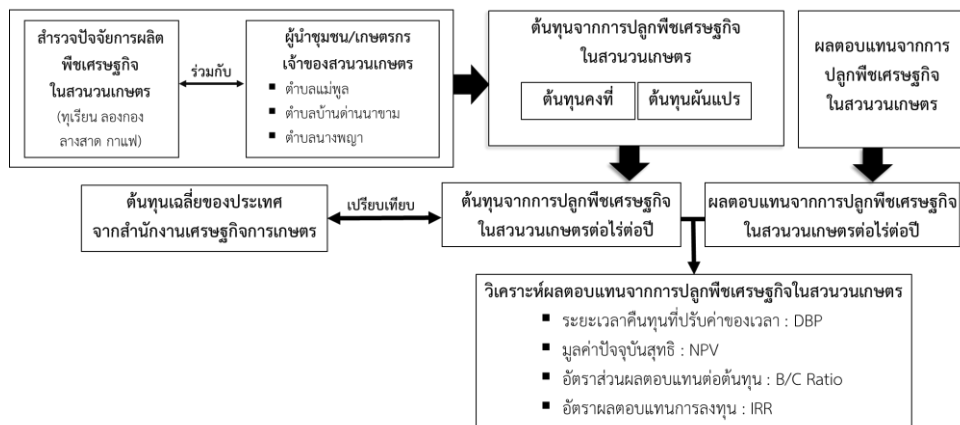 สำรวจปัจจัยการผลิต
พืชเศรษฐกิจ
ในสวนวนเกษตร
(ทุเรียน ลองกอง
ลางสาด กาแฟ)
ร่วมกับ
ผู้นำชุมชน/เกษตรกร
เจ้าของสวนวนเกษตร
▪ ตำบลแม่พูล
▪ ตำบลบ้านด่านนาขาม
▪ ตำบลนางพญา
ต้นทุนจากการปลูกพืชเศรษฐกิจ
ในสวนวนเกษตร
ต้นทุนคงที่
ต้นทุนผันแปร
ผลตอบแทนจากการ
ปลูกพืชเศรษฐกิจ
ในสวนวนเกษตร
ต้นทุนเฉลี่ยของประเทศ
จากสำนักงานเศรษฐกิจการเกษตร
เปรียบเทียบ
ต้นทุนจากการปลูกพืชเศรษฐกิจ
ในสวนวนเกษตรต่อไร่ต่อปี
ผลตอบแทนจากการปลูกพืชเศรษฐกิจ
ในสวนวนเกษตรต่อไร่ต่อปี
วิเคราะห์ผลตอบแทนจากการปลูกพืชเศรษฐกิจในสวนวนเกษตร
▪ ระยะเวลาคืนทุนที่ปรับค่าของเวลา : DBP
▪ มูลค่าปัจจุบันสุทธิ : NPV
▪ อัตราส่วนผลตอบแทนต่อต้นทุน : B/C Ratio
▪ อัตราผลตอบแทนการลงทุน : IRR